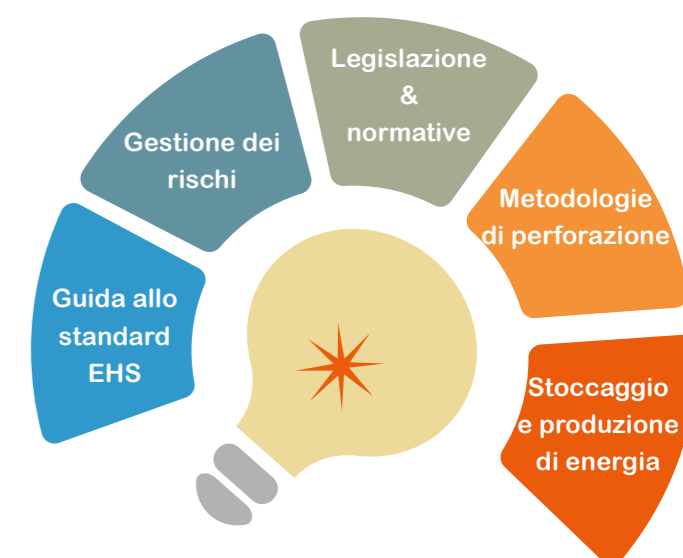 Legislazione
&
normative
Gestione dei
rischi
Metodologie
di perforazione
Guida allo
standard
EHS
Stoccaggio
e produzione
di energia